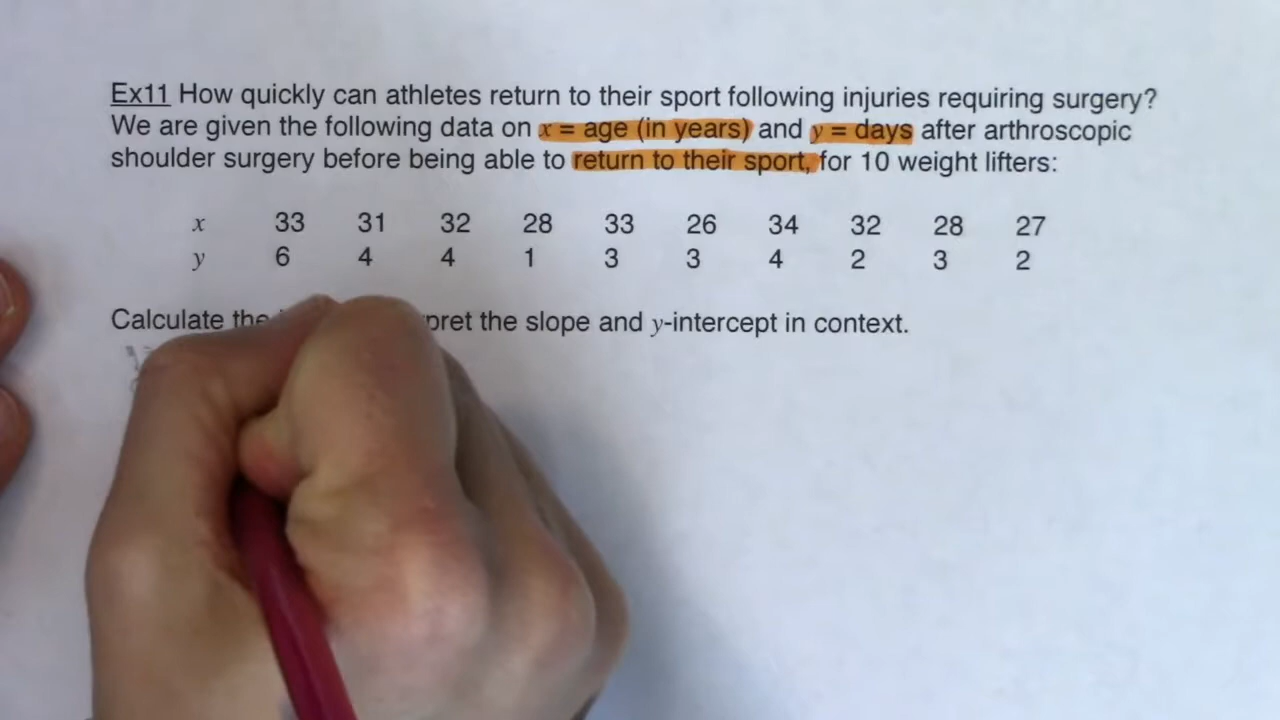 Ex11 How quickly can athletes return to their sport following injuries requiring surgery?
We are given the following data on x = age (in years) and y = days after arthroscopic
shoulder surgery before being able to return to their sport, for 10 weight lifters:
x 33 31 32 28 33 26 34 32 28 27
y 6 4 4 1 3 3 4 2 3 2
Calculate the the slope and y-intercept in context.